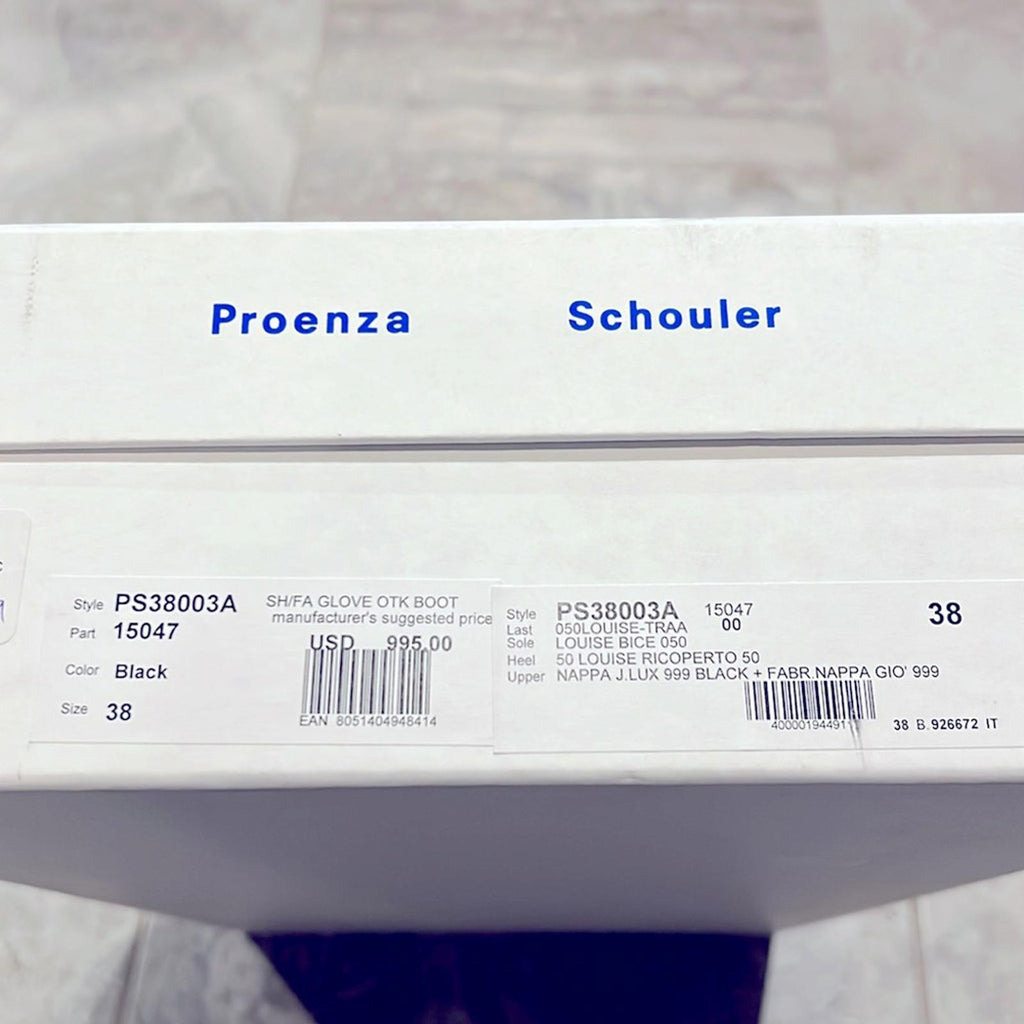 Proenza Schouler
Style PS38003A
Part 15047
Color Black
Size 38
SH/FA GLOVE OTK BOOT
manufacturer's suggested price
USD 995.00
EAN 8051404948414
Style PS38003A 15047 38
Last 050LOUISE-TRAA 00
Sole LOUISE BICE 050
Heel 50 LOUISE RICOPERTO 50
Upper NAPPA J.LUX 999 BLACK + FABR.NAPPA GIO' 999
38 B.926672 IT